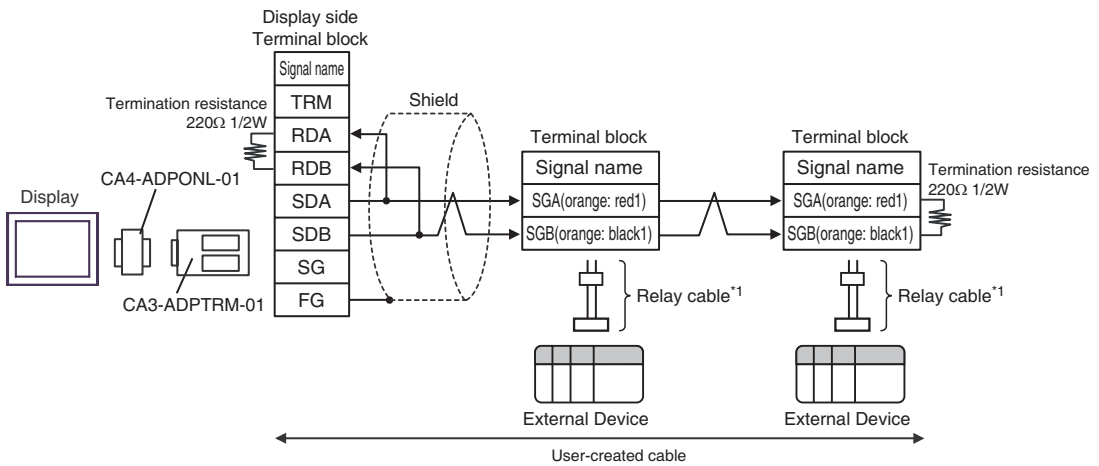 Display side
Terminal block
Signal name
TRM
RDA
RDB
SDA
SDB
SG
FG
Termination resistance
220Ω 1/2W
Shield
CA4-ADPONL-01
Display
CA3-ADPTRM-01
Terminal block
Signal name
SGA(orange: red1)
SGB(orange: black1)
Relay cable*1
External Device
Terminal block
Signal name
SGA(orange: red1)
SGB(orange: black1)
Termination resistance
220Ω 1/2W
Relay cable*1
External Device
User-created cable